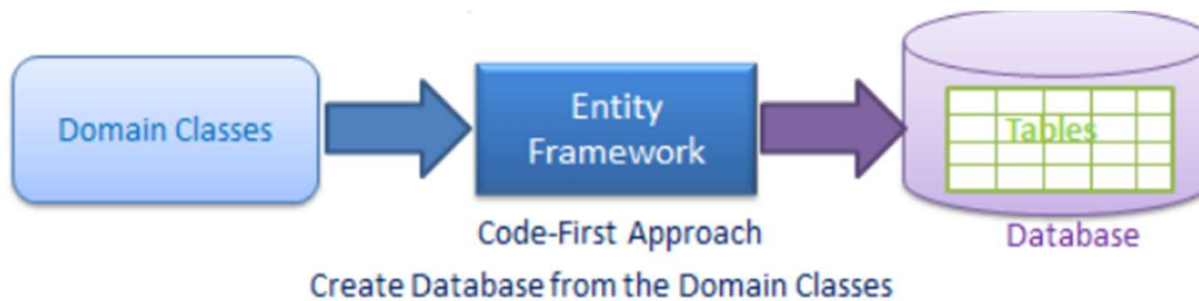 Domain Classes
Entity
Framework
Tables
Code-First Approach
Database
Create Database from the Domain Classes